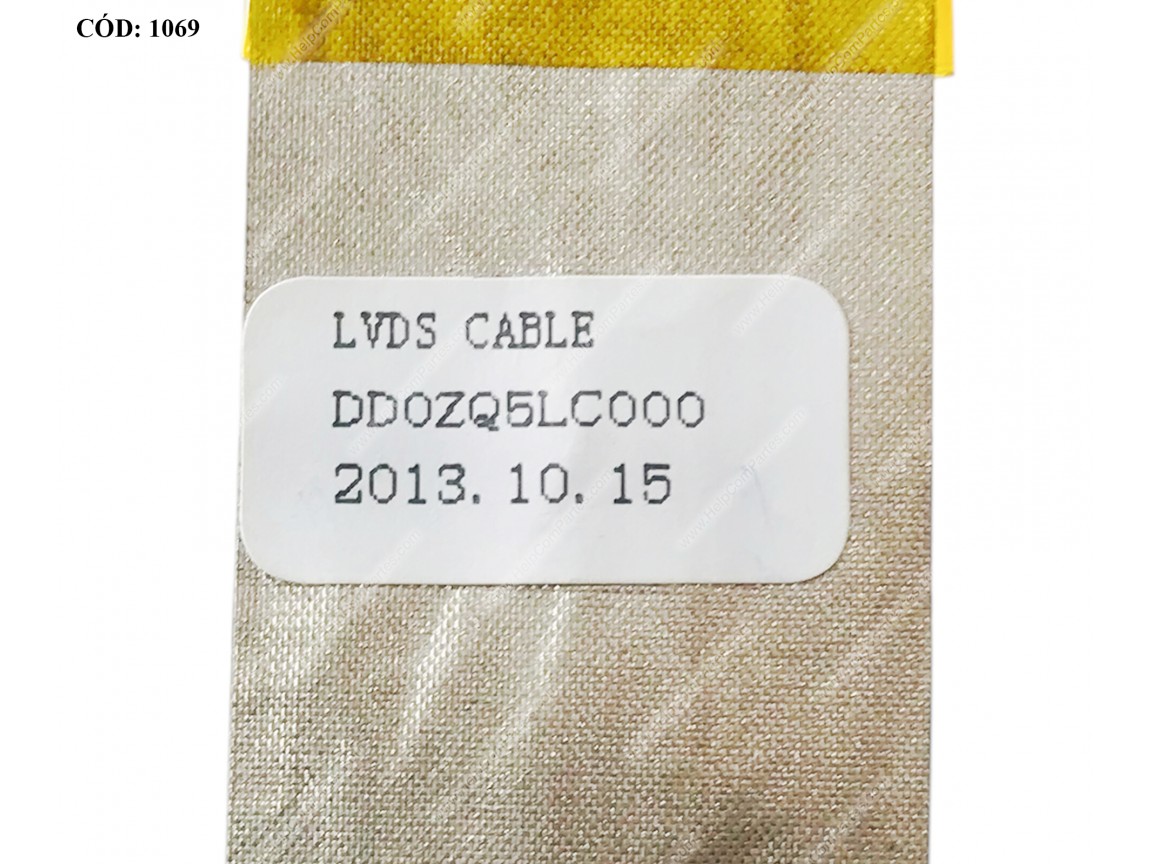 CÓD: 1069
LVDS CABLE
DD0ZQ5LC000
2013.10.15